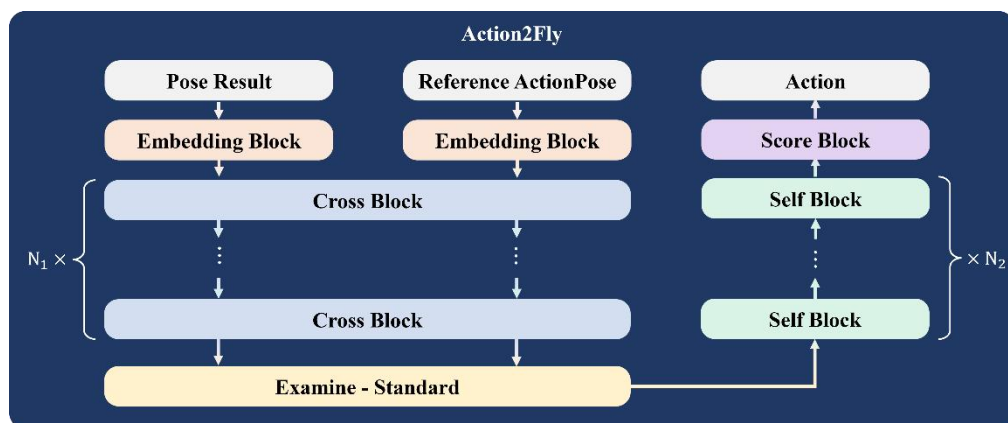 Action2Fly
Pose Result
Reference ActionPose
Action
Embedding Block
Embedding Block
Score Block
Cross Block
Self Block
N₁ ×
⋮
⋮
⋮
× N₂
Cross Block
Self Block
Examine - Standard